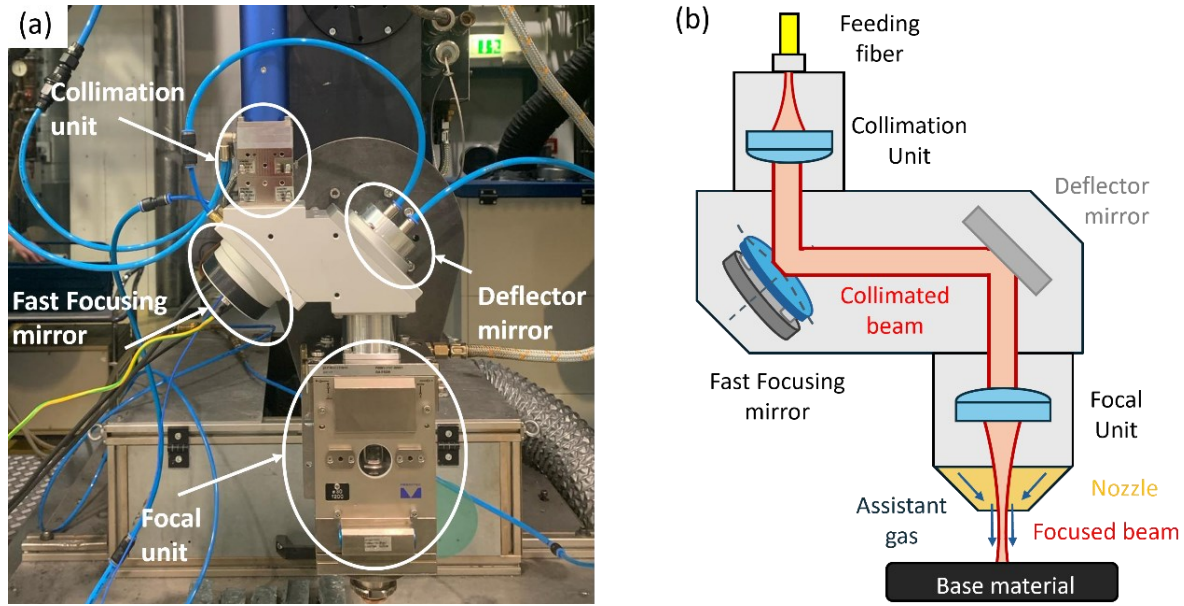 (a)
Collimation
unit
Fast Focusing
mirror
Deflector
mirror
Focal
unit
(b)
Feeding
fiber
Collimation
Unit
Deflector
mirror
Collimated
beam
Fast Focusing
mirror
Focal
Unit
Nozzle
Assistant
gas
Focused beam
Base material